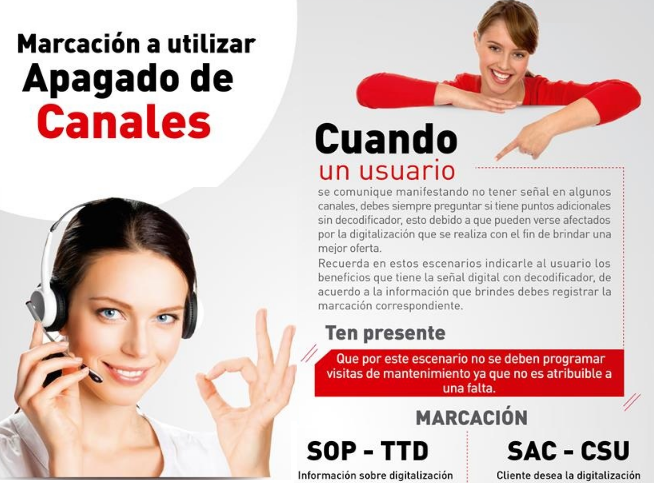 Marcación a utilizar
Apagado de
Canales
Cuando
un usuario
se comunique manifestando no tener señal en algunos
canales, debes siempre preguntar si tiene puntos adicionales
sin decodificador, esto debido a que pueden verse afectados
por la digitalización que se realiza con el fin de brindar una
mejor oferta.
Recuerda en estos escenarios indicarle al usuario los
beneficios que tiene la señal digital con decodificador, de
acuerdo a la información que brindes debes registrar la
marcación correspondiente.
Ten presente
Que por este escenario no se deben programar
visitas de mantenimiento ya que no es atribuible a
una falta.
MARCACIÓN
SOP - TTD
Información sobre digitalización
SAC - CSU
Cliente desea la digitalización